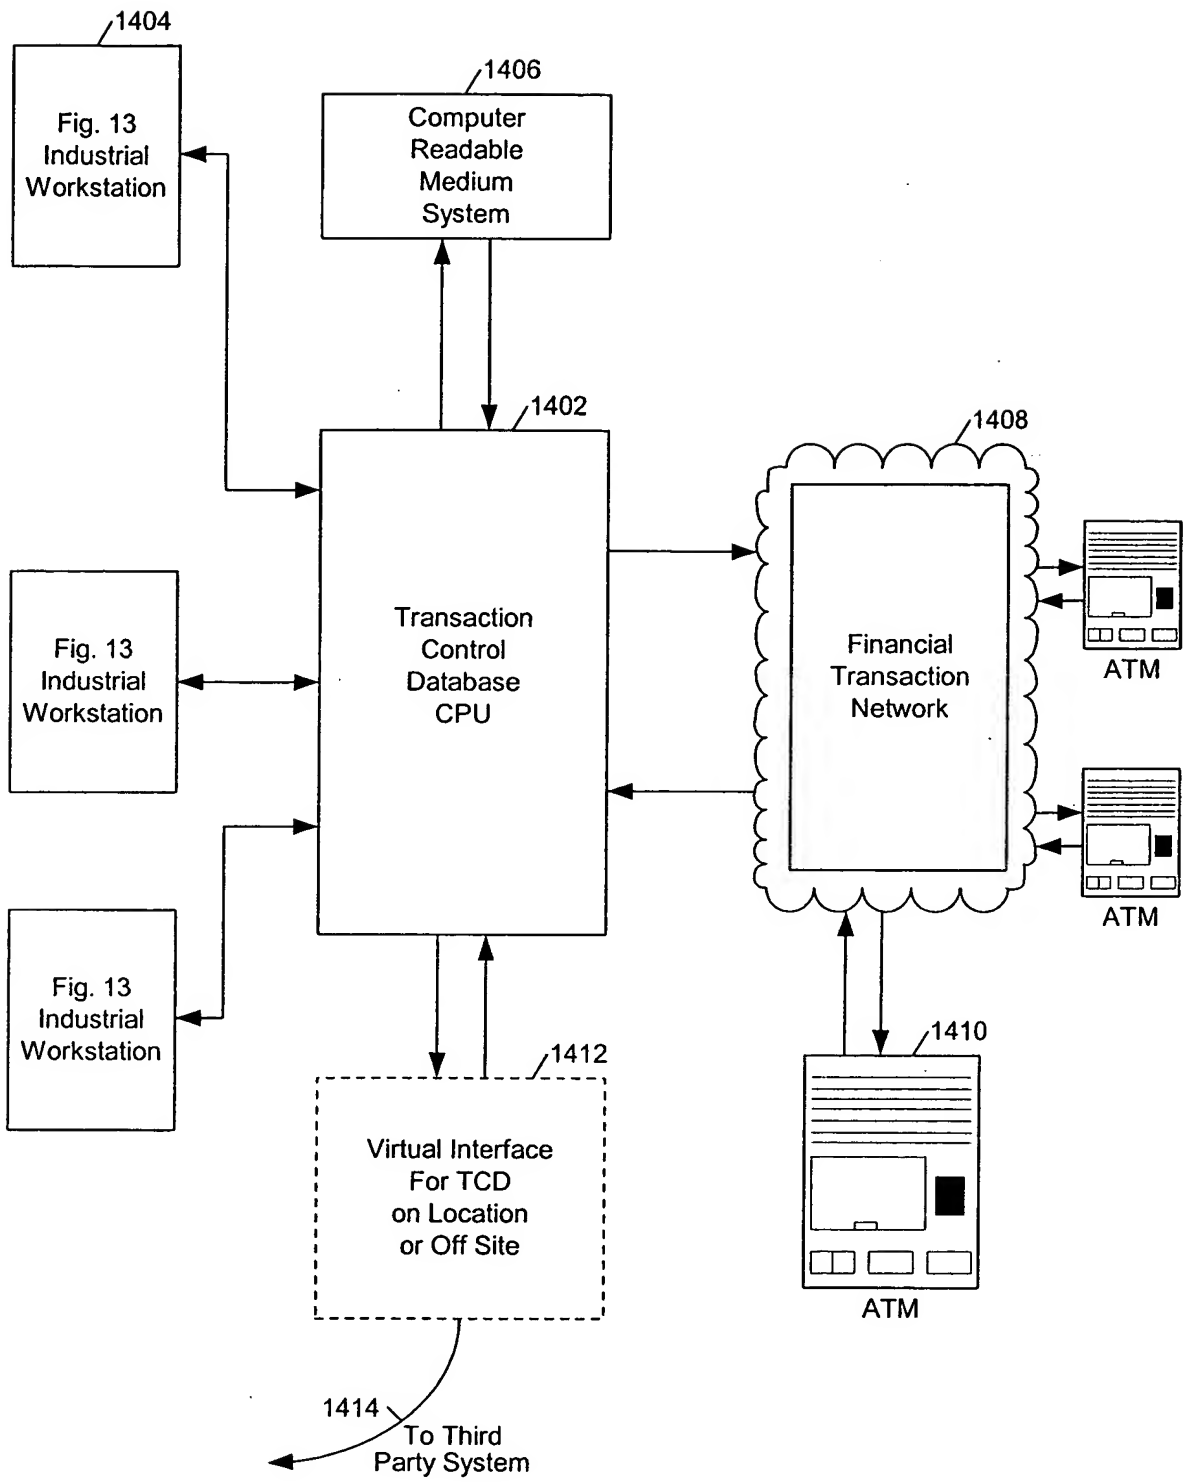 1404
Fig. 13
Industrial
Workstation
1406
Computer
Readable
Medium
System
1402
Transaction
Control
Database
CPU
1408
Financial
Transaction
Network
ATM
ATM
Fig. 13
Industrial
Workstation
Fig. 13
Industrial
Workstation
1412
Virtual Interface
For TCD
on Location
or Off Site
1410
ATM
1414
To Third
Party System